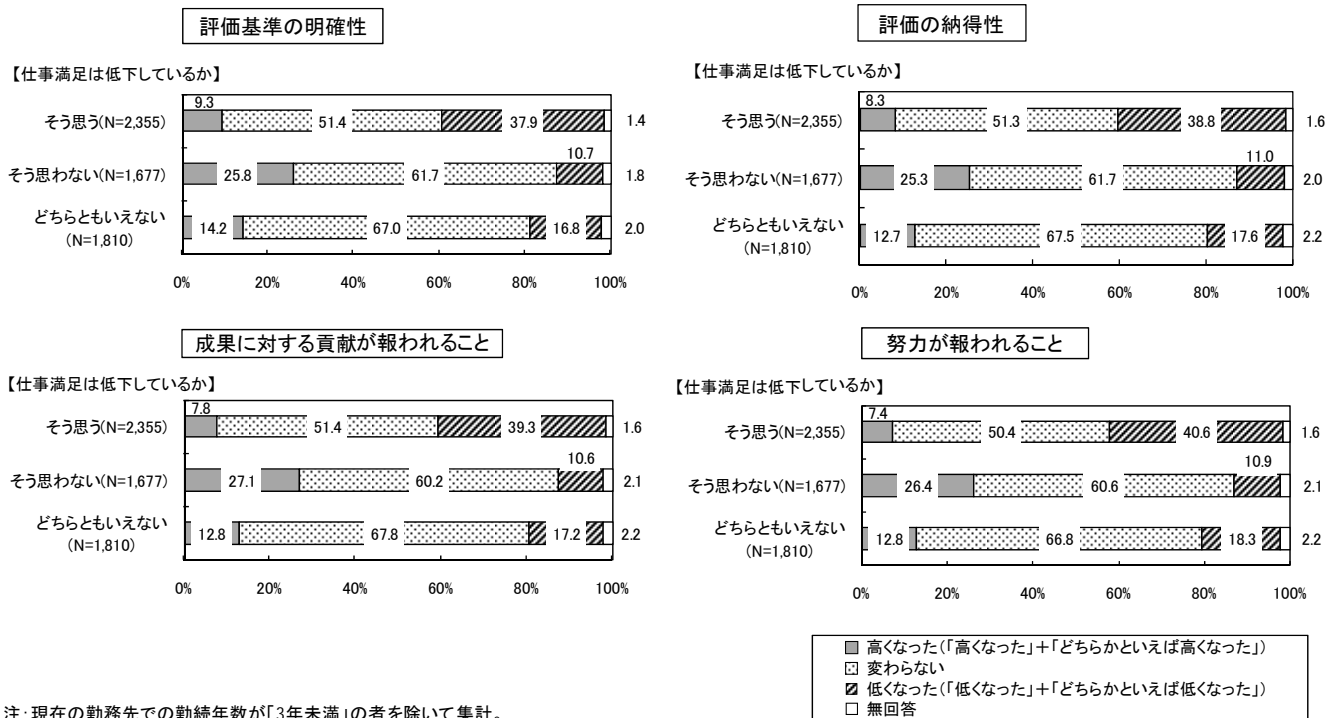 評価基準の明確性
【仕事満足は低下しているか】
9.3
そう思う(N=2,355) 51.4 37.9 1.4
10.7
そう思わない(N=1,677) 25.8 61.7 1.8
どちらともいえない
(N=1,810)
14.2 67.0 16.8 2.0
0% 20% 40% 60% 80% 100%
評価の納得性
【仕事満足は低下しているか】
8.3
そう思う(N=2,355) 51.3 38.8 1.6
11.0
そう思わない(N=1,677) 25.3 61.7 2.0
どちらともいえない
(N=1,810)
12.7 67.5 17.6 2.2
0% 20% 40% 60% 80% 100%
成果に対する貢献が報われること
【仕事満足は低下しているか】
7.8
そう思う(N=2,355) 51.4 39.3 1.6
10.6
そう思わない(N=1,677) 27.1 60.2 2.1
どちらともいえない
(N=1,810)
12.8 67.8 17.2 2.2
0% 20% 40% 60% 80% 100%
努力が報われること
【仕事満足は低下しているか】
7.4
そう思う(N=2,355) 50.4 40.6 1.6
10.9
そう思わない(N=1,677) 26.4 60.6 2.1
どちらともいえない
(N=1,810)
12.8 66.8 18.3 2.2
0% 20% 40% 60% 80% 100%
高くなった(「高くなった」+「どちらかといえば高くなった」)
変わらない
低くなった(「低くなった」+「どちらかといえば低くなった」)
無回答
注:現在の勤務先での勤続年数が「3年未満」の者を除いて集計。